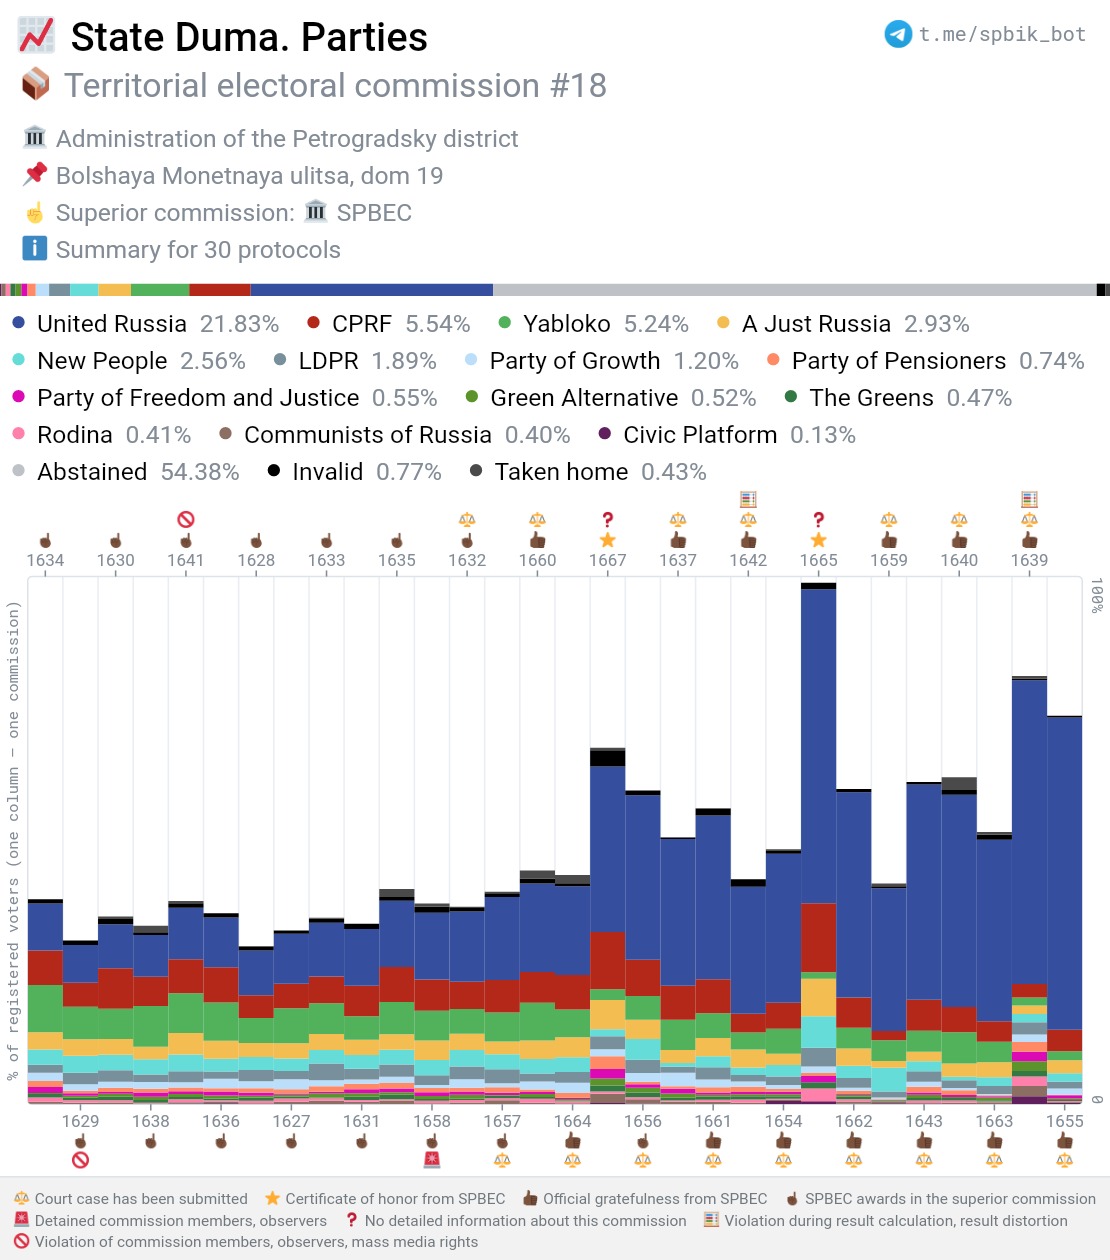 State Duma. Parties
t.me/spbik_bot
Territorial electoral commission #18
Administration of the Petrogradsky district
Bolshaya Monetnaya ulitsa, dom 19
Superior commission: SPBEC
Summary for 30 protocols
United Russia 21.83% CPRF 5.54% Yabloko 5.24% A Just Russia 2.93%
New People 2.56% LDPR 1.89% Party of Growth 1.20% Party of Pensioners 0.74%
Party of Freedom and Justice 0.55% Green Alternative 0.52% The Greens 0.47%
Rodina 0.41% Communists of Russia 0.40% Civic Platform 0.13%
Abstained 54.38% Invalid 0.77% Taken home 0.43%
1634 1630 1641 1628 1633 1635 1632 1660 1667 1637 1642 1665 1659 1640 1639
100%
% of registered voters (one column – one commission)
0
1629 1638 1636 1627 1631 1658 1657 1664 1656 1661 1654 1662 1643 1663 1655
Court case has been submitted Certificate of honor from SPBEC Official gratefulness from SPBEC SPBEC awards in the superior commission
Detained commission members, observers No detailed information about this commission Violation during result calculation, result distortion
Violation of commission members, observers, mass media rights